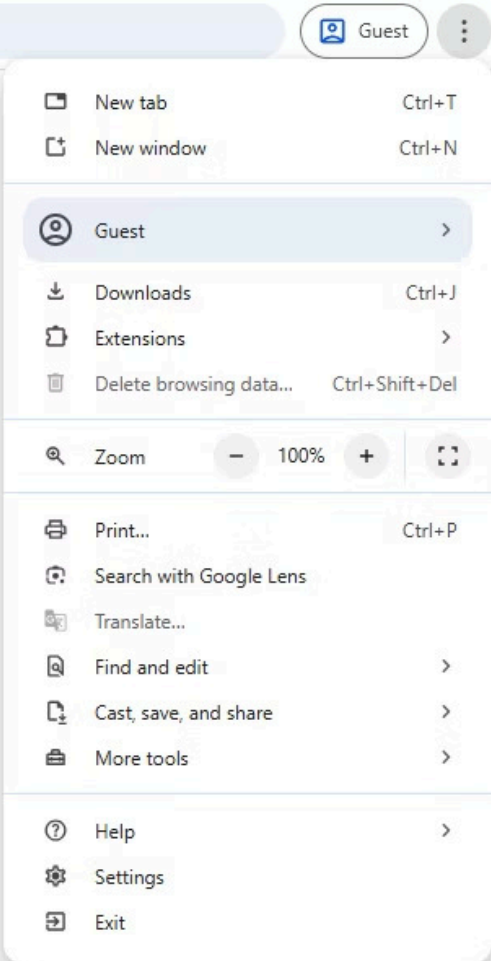 Guest
New tab Ctrl+T
New window Ctrl+N
Guest
Downloads Ctrl+J
Extensions
Delete browsing data... Ctrl+Shift+Del
Zoom − 100% +
Print... Ctrl+P
Search with Google Lens
Translate...
Find and edit
Cast, save, and share
More tools
Help
Settings
Exit